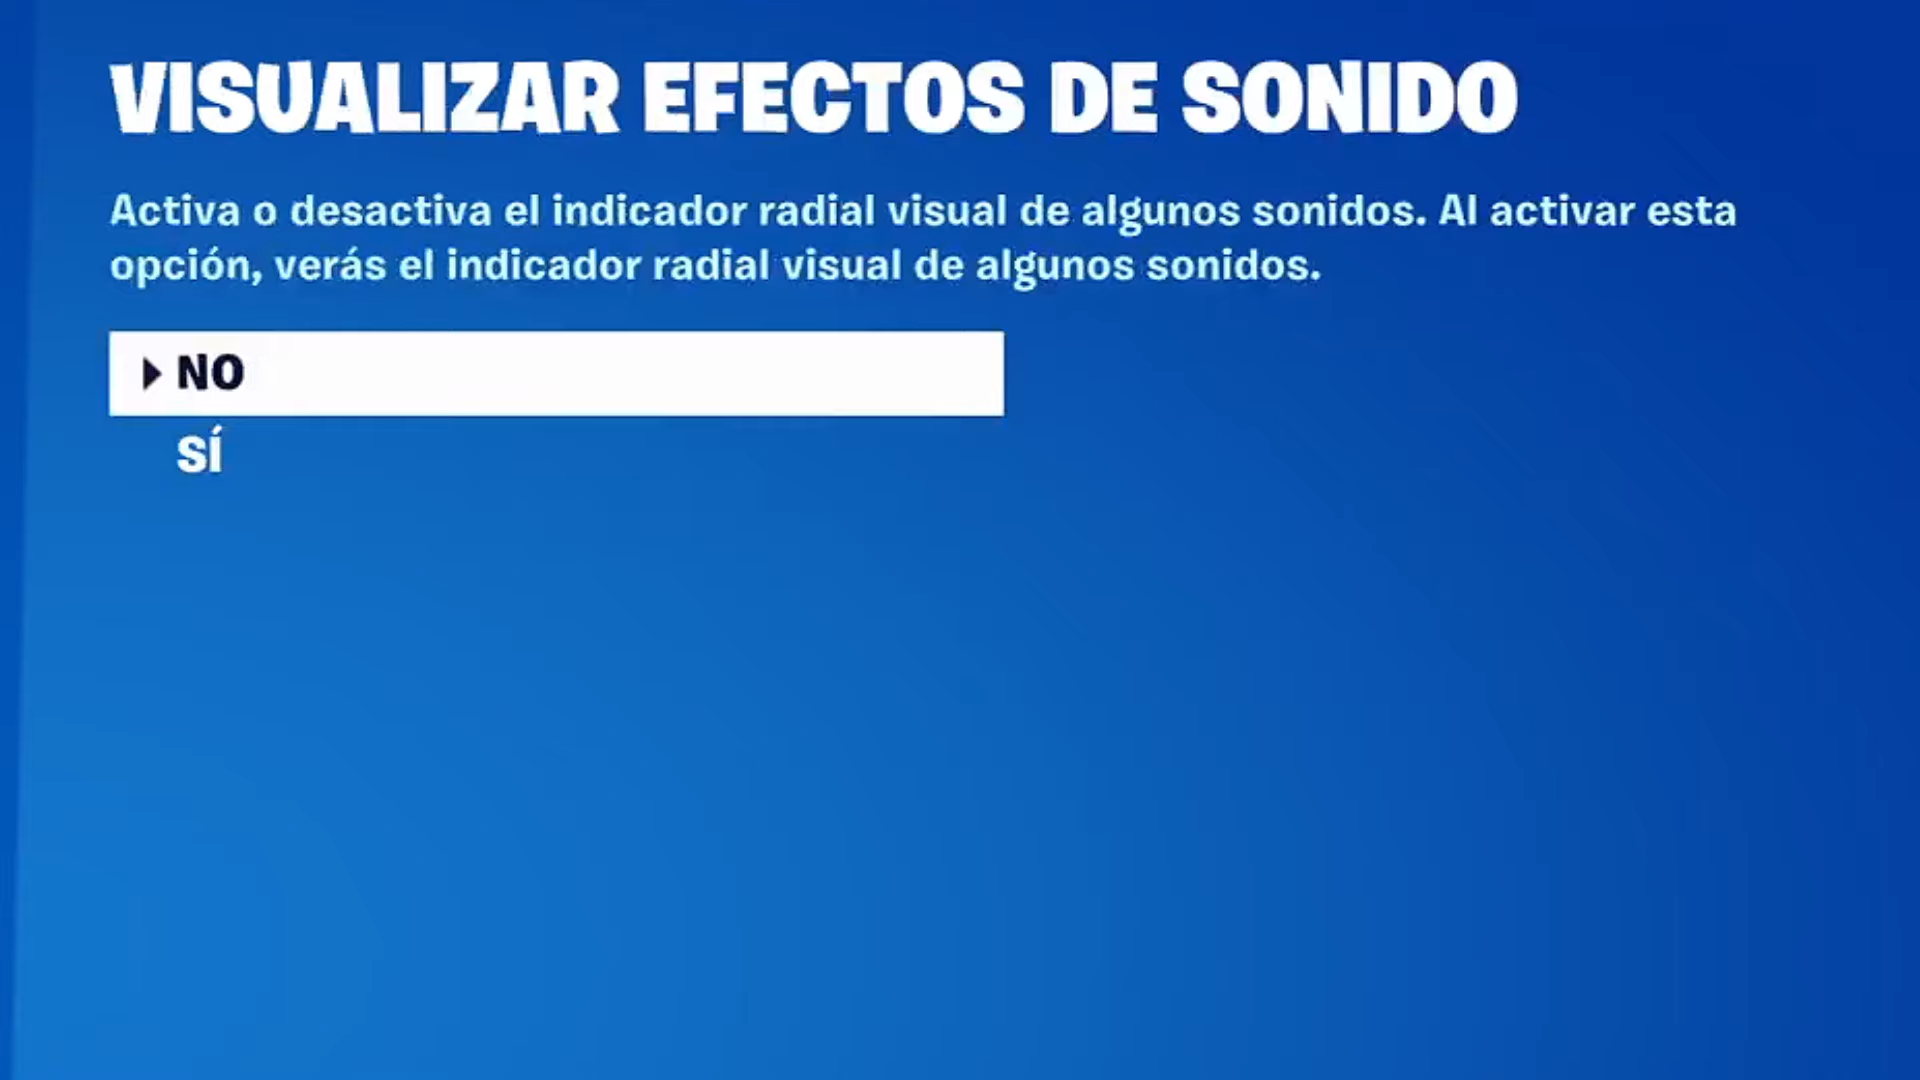 VISUALIZAR EFECTOS DE SONIDO
Activa o desactiva el indicador radial visual de algunos sonidos. Al activar esta
opción, verás el indicador radial visual de algunos sonidos.
NO
SÍ